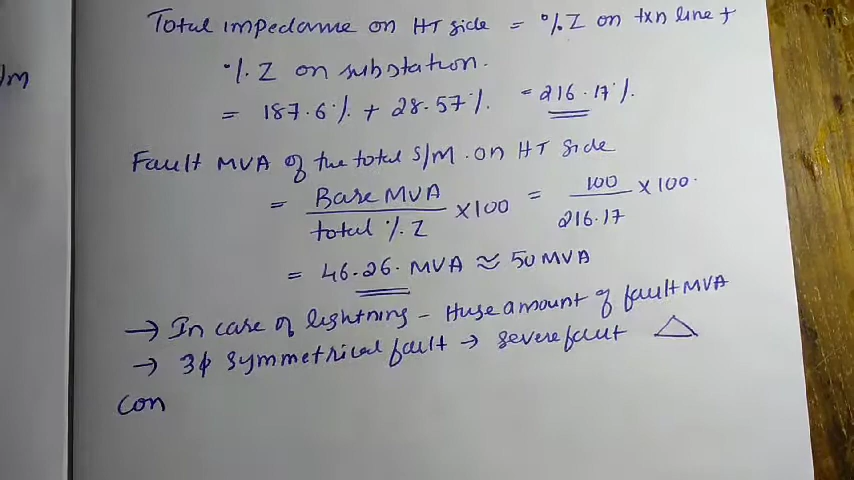 /m
Total impedance on HT side = %Z on txn line +
%Z on substation.
= 187.6% + 28.57% = 216.17%.
Fault MVA of the total S/M. on HT side
= Base MVA / total %Z × 100 = 100 / 216.17 × 100.
= 46.26. MVA ≈ 50 MVA
→ In case of lightning - Huge amount of fault MVA
→ 3ϕ symmetrical fault → severe fault △
Con